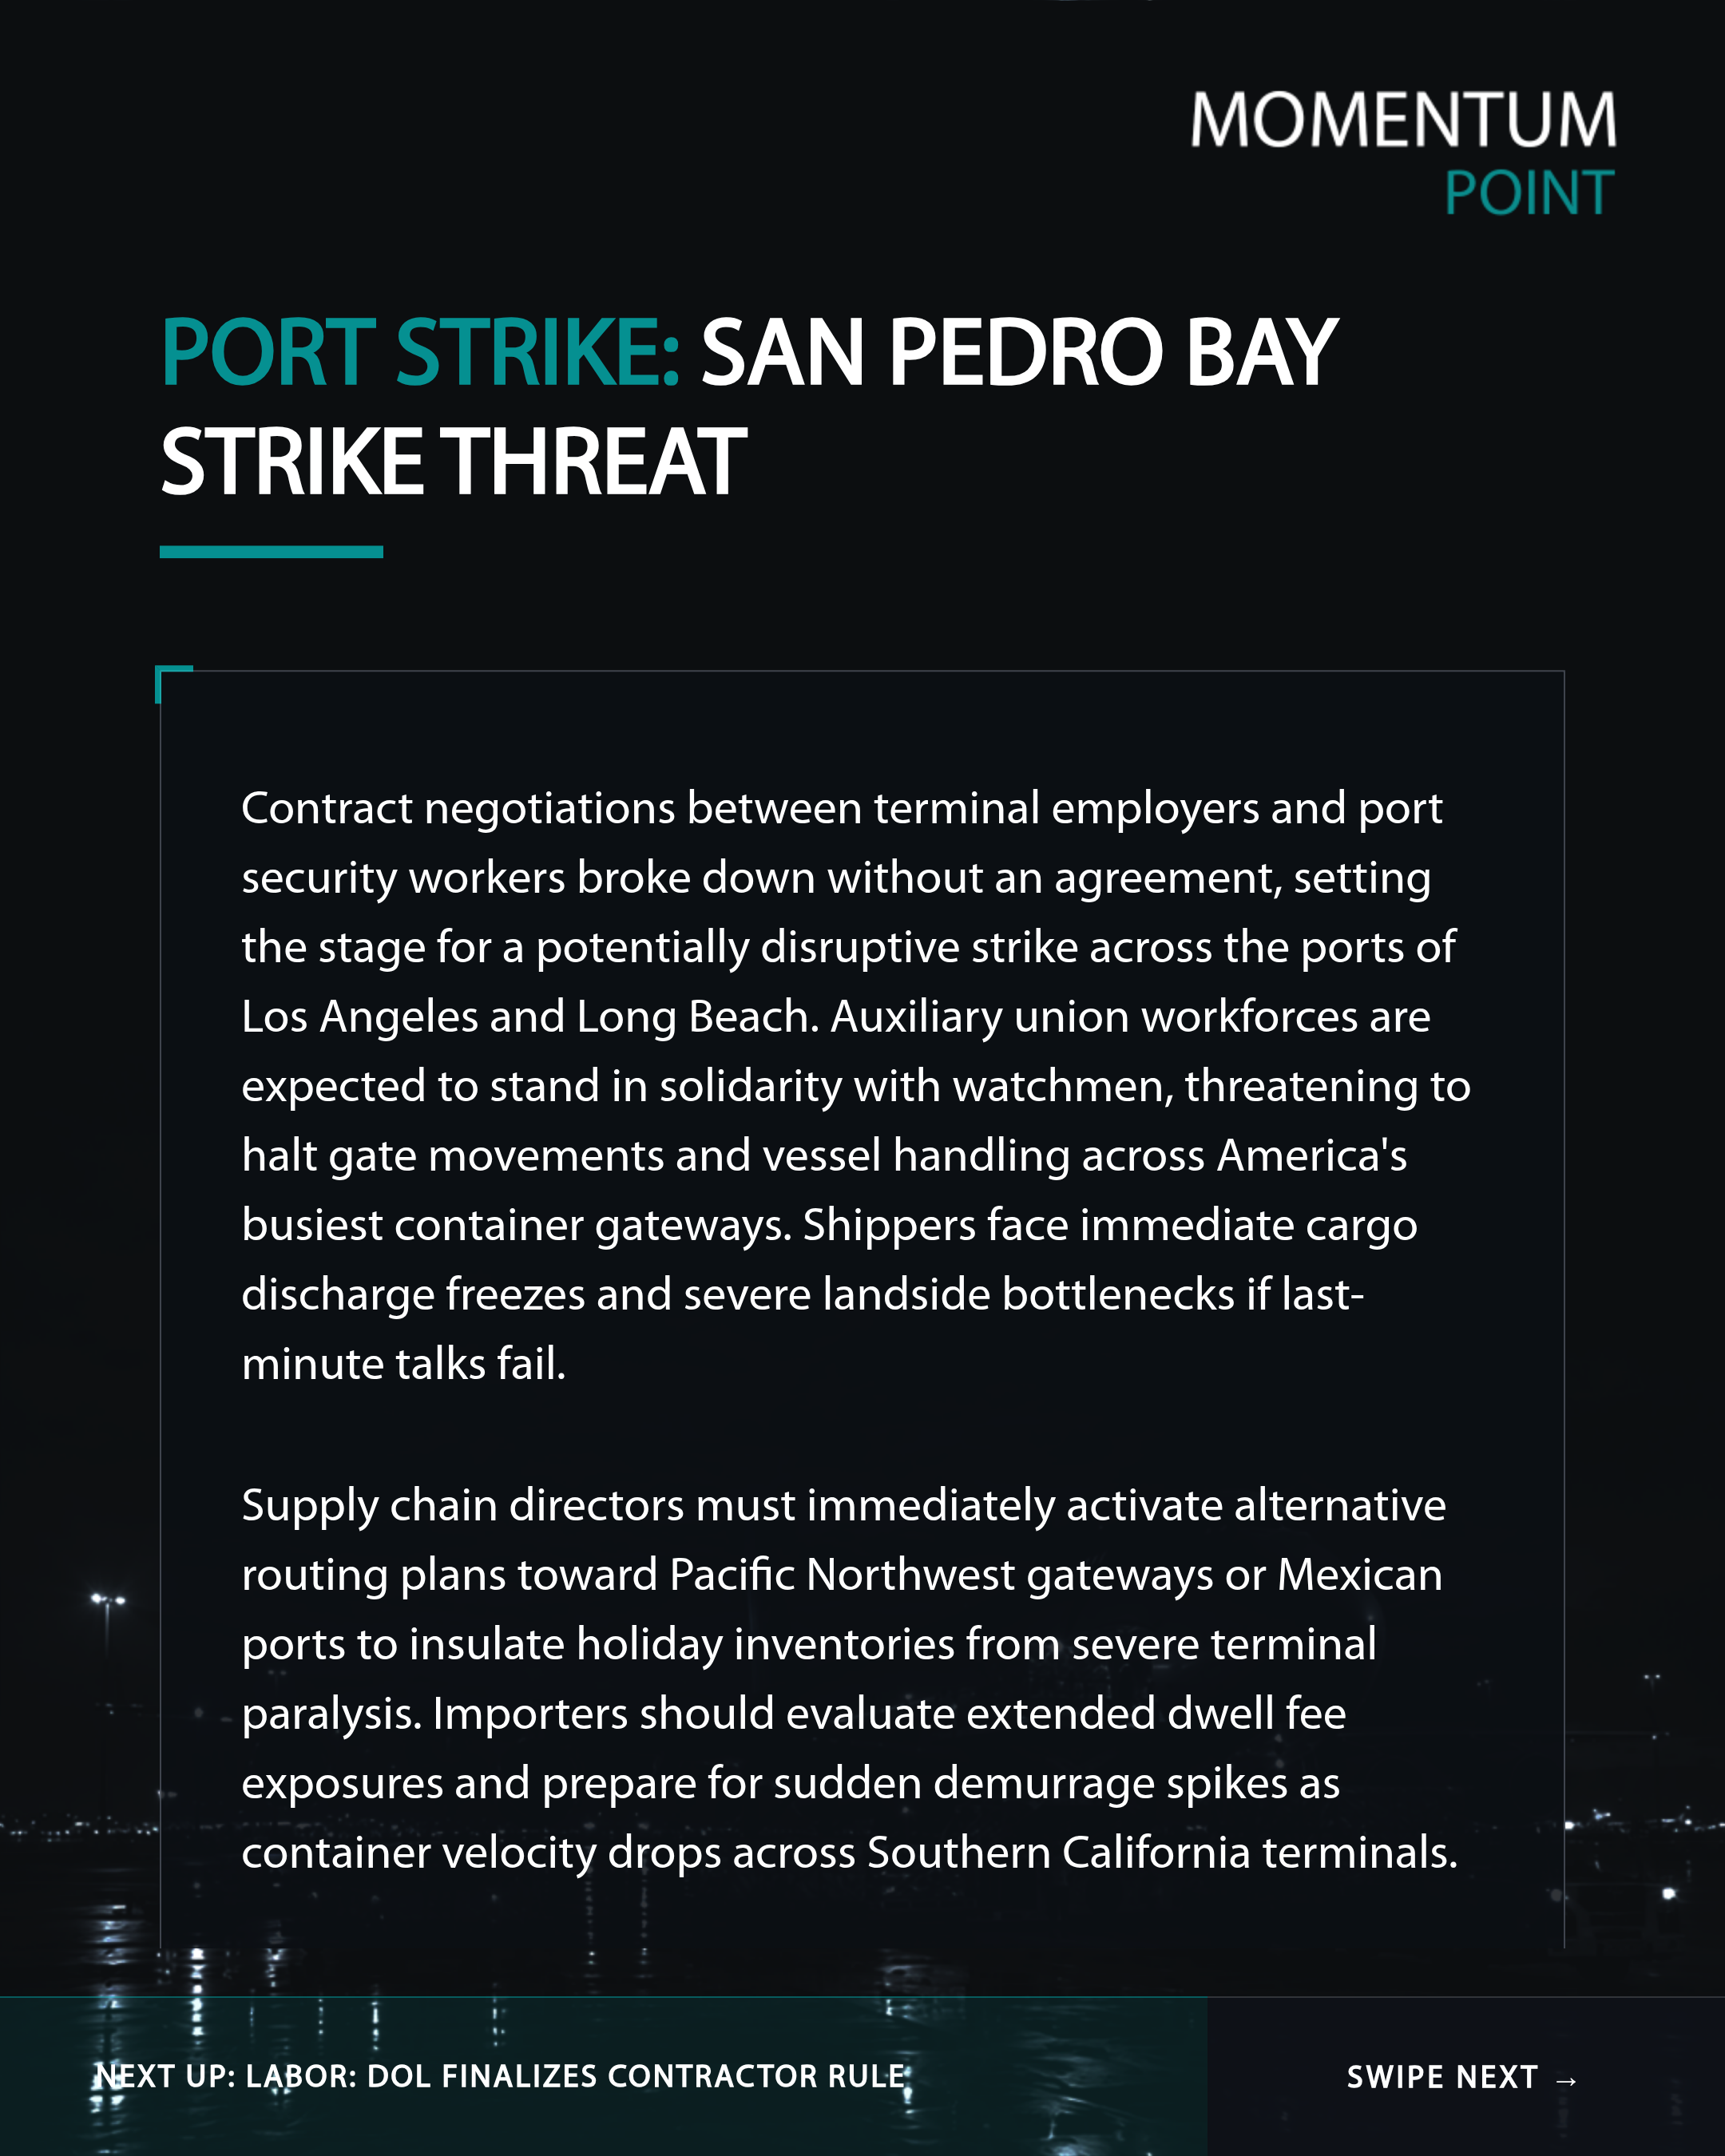 MOMENTUM
POINT
PORT STRIKE: SAN PEDRO BAY
STRIKE THREAT
Contract negotiations between terminal employers and port
security workers broke down without an agreement, setting
the stage for a potentially disruptive strike across the ports of
Los Angeles and Long Beach. Auxiliary union workforces are
expected to stand in solidarity with watchmen, threatening to
halt gate movements and vessel handling across America's
busiest container gateways. Shippers face immediate cargo
discharge freezes and severe landside bottlenecks if last-
minute talks fail.
Supply chain directors must immediately activate alternative
routing plans toward Pacific Northwest gateways or Mexican
ports to insulate holiday inventories from severe terminal
paralysis. Importers should evaluate extended dwell fee
exposures and prepare for sudden demurrage spikes as
container velocity drops across Southern California terminals.
NEXT UP: LABOR: DOL FINALIZES CONTRACTOR RULE
SWIPE NEXT →